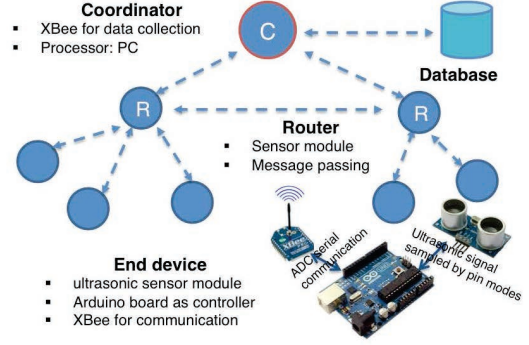 Coordinator
▪ XBee for data collection
▪ Processor: PC
C
Database
R
R
Router
▪ Sensor module
▪ Message passing
XBee
ADC/serial
communication
Ultrasonic signal
sampled by pin modes
End device
▪ ultrasonic sensor module
▪ Arduino board as controller
▪ XBee for communication